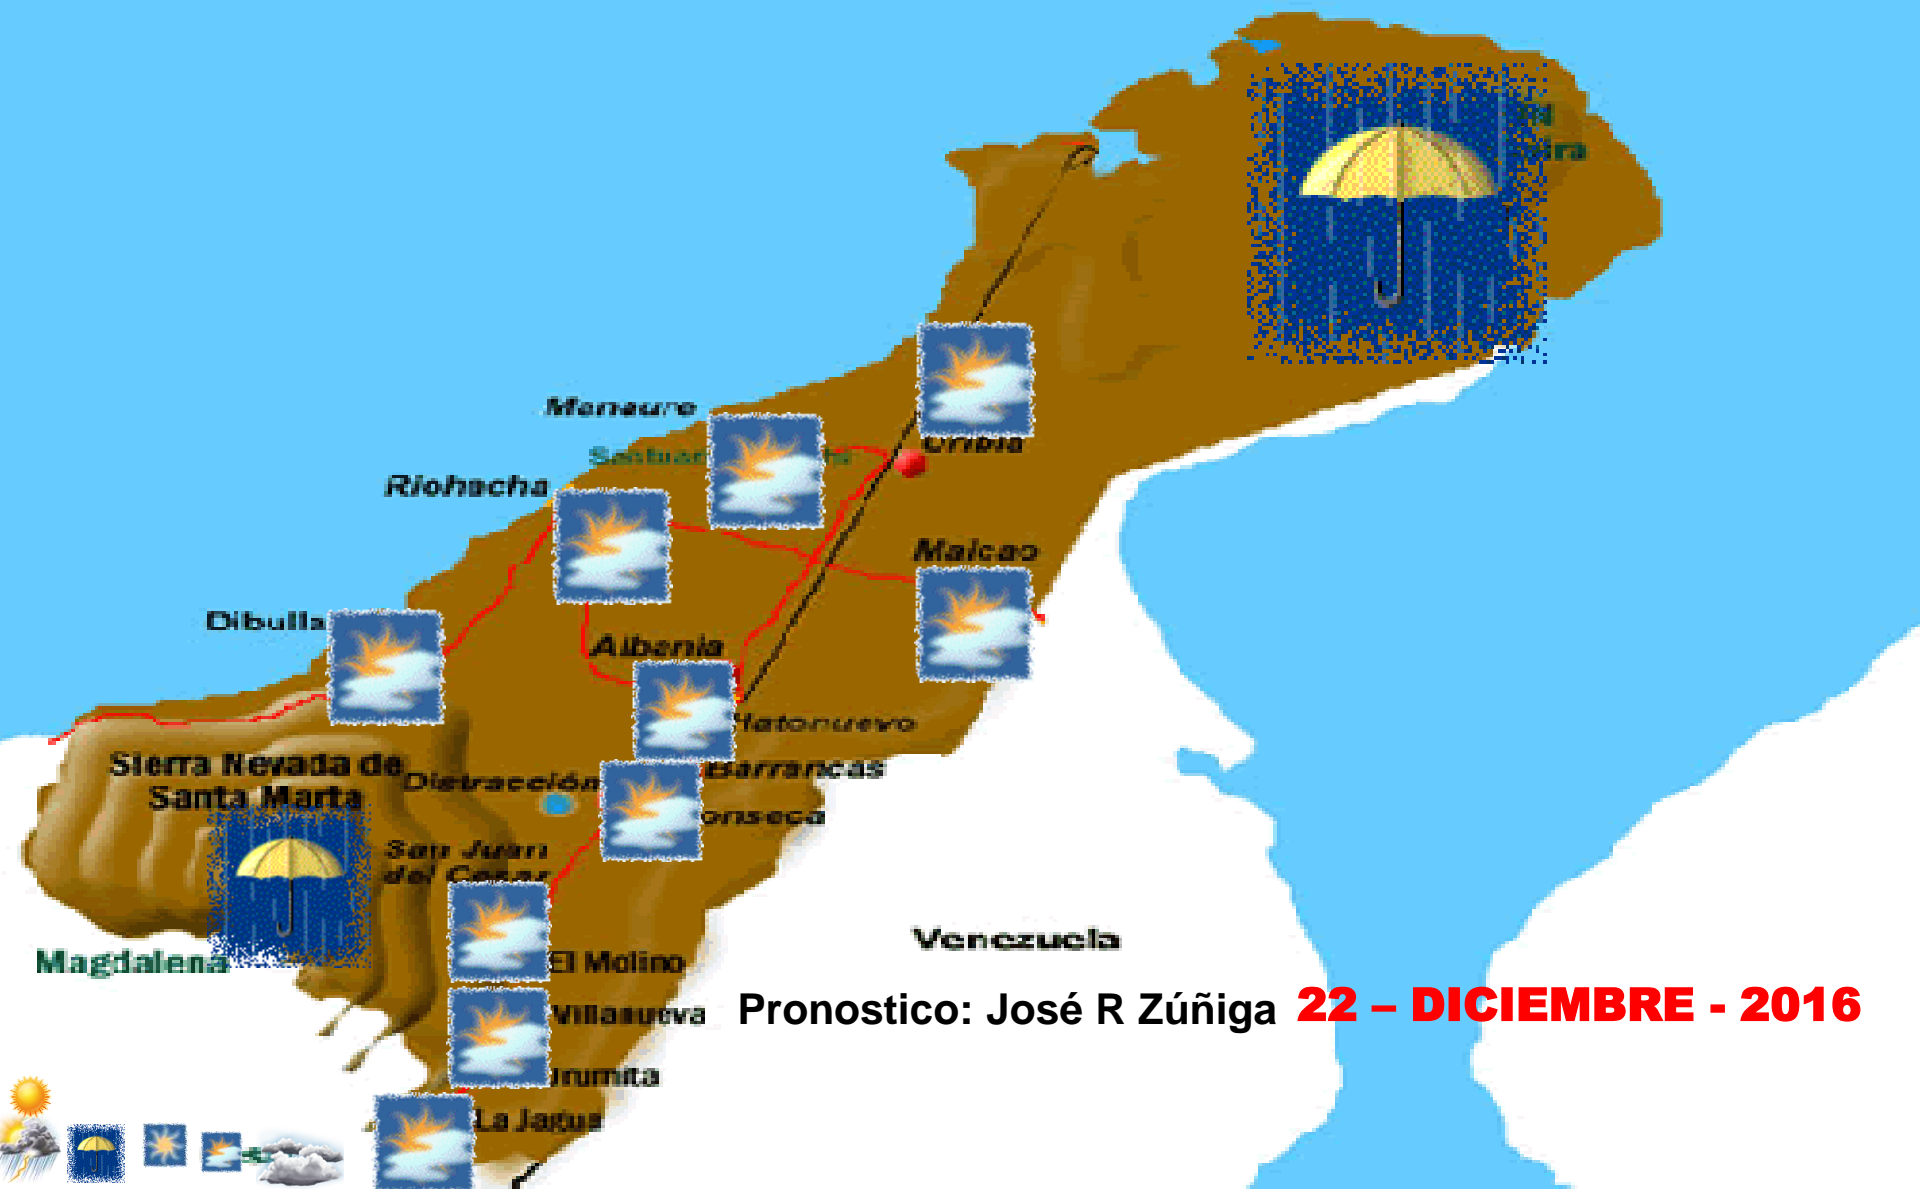 Manaure
Riohacha
Uribia
Maicao
Dibulla
Albania
Hatonuevo
Sierra Nevada de
Santa Marta
Distracción
Barrancas
onseca
San Juan
del Cesar
Magdalena
El Molino
Venezuela
Villanueva
Pronostico: José R Zúñiga 22 – DICIEMBRE - 2016
urumita
La Jagua